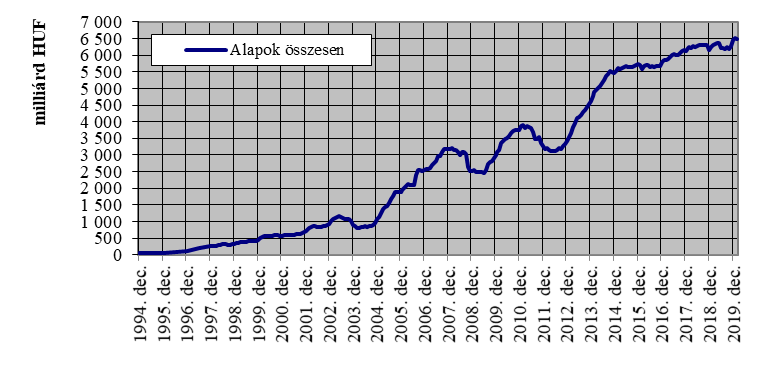 milliárd HUF
7 000
6 500
6 000
5 500
5 000
4 500
4 000
3 500
3 000
2 500
2 000
1 500
1 000
500
0
Alapok összesen
1994. dec.
1995. dec.
1996. dec.
1997. dec.
1998. dec.
1999. dec.
2000. dec.
2001. dec.
2002. dec.
2003. dec.
2004. dec.
2005. dec.
2006. dec.
2007. dec.
2008. dec.
2009. dec.
2010. dec.
2011. dec.
2012. dec.
2013. dec.
2014. dec.
2015. dec.
2016. dec.
2017. dec.
2018. dec.
2019. dec.